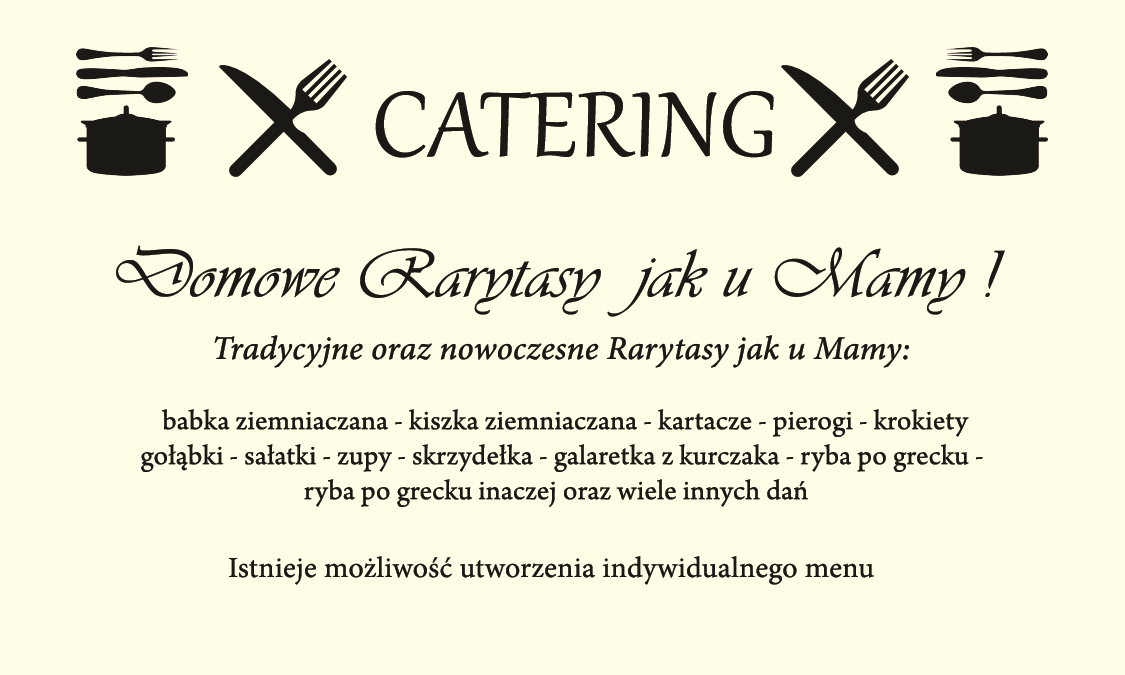 CATERING
Domowe Rarytasy jak u Mamy !
Tradycyjne oraz nowoczesne Rarytasy jak u Mamy:
babka ziemniaczana - kiszka ziemniaczana - kartacze - pierogi - krokiety
gołąbki - sałatki - zupy - skrzydełka - galaretka z kurczaka - ryba po grecku -
ryba po grecku inaczej oraz wiele innych dań
Istnieje możliwość utworzenia indywidualnego menu